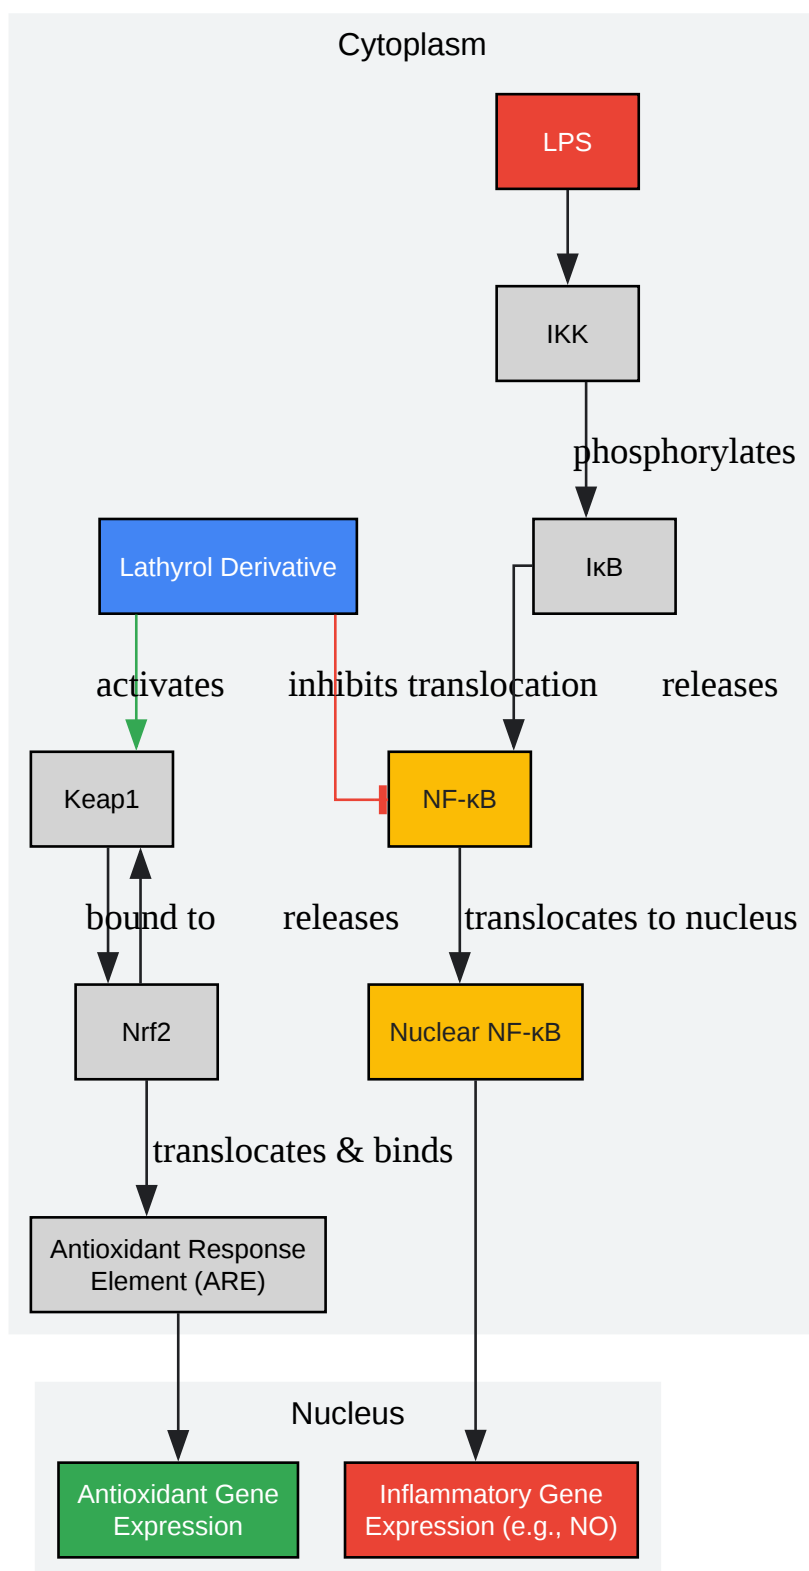 Cytoplasm
LPS
IKK
phosphorylates
Lathyrol Derivative
IκB
activates
inhibits translocation
releases
Keap1
NF-κB
bound to
releases
translocates to nucleus
Nrf2
Nuclear NF-κB
translocates & binds
Antioxidant Response
Element (ARE)
Nucleus
Antioxidant Gene
Expression
Inflammatory Gene
Expression (e.g., NO)